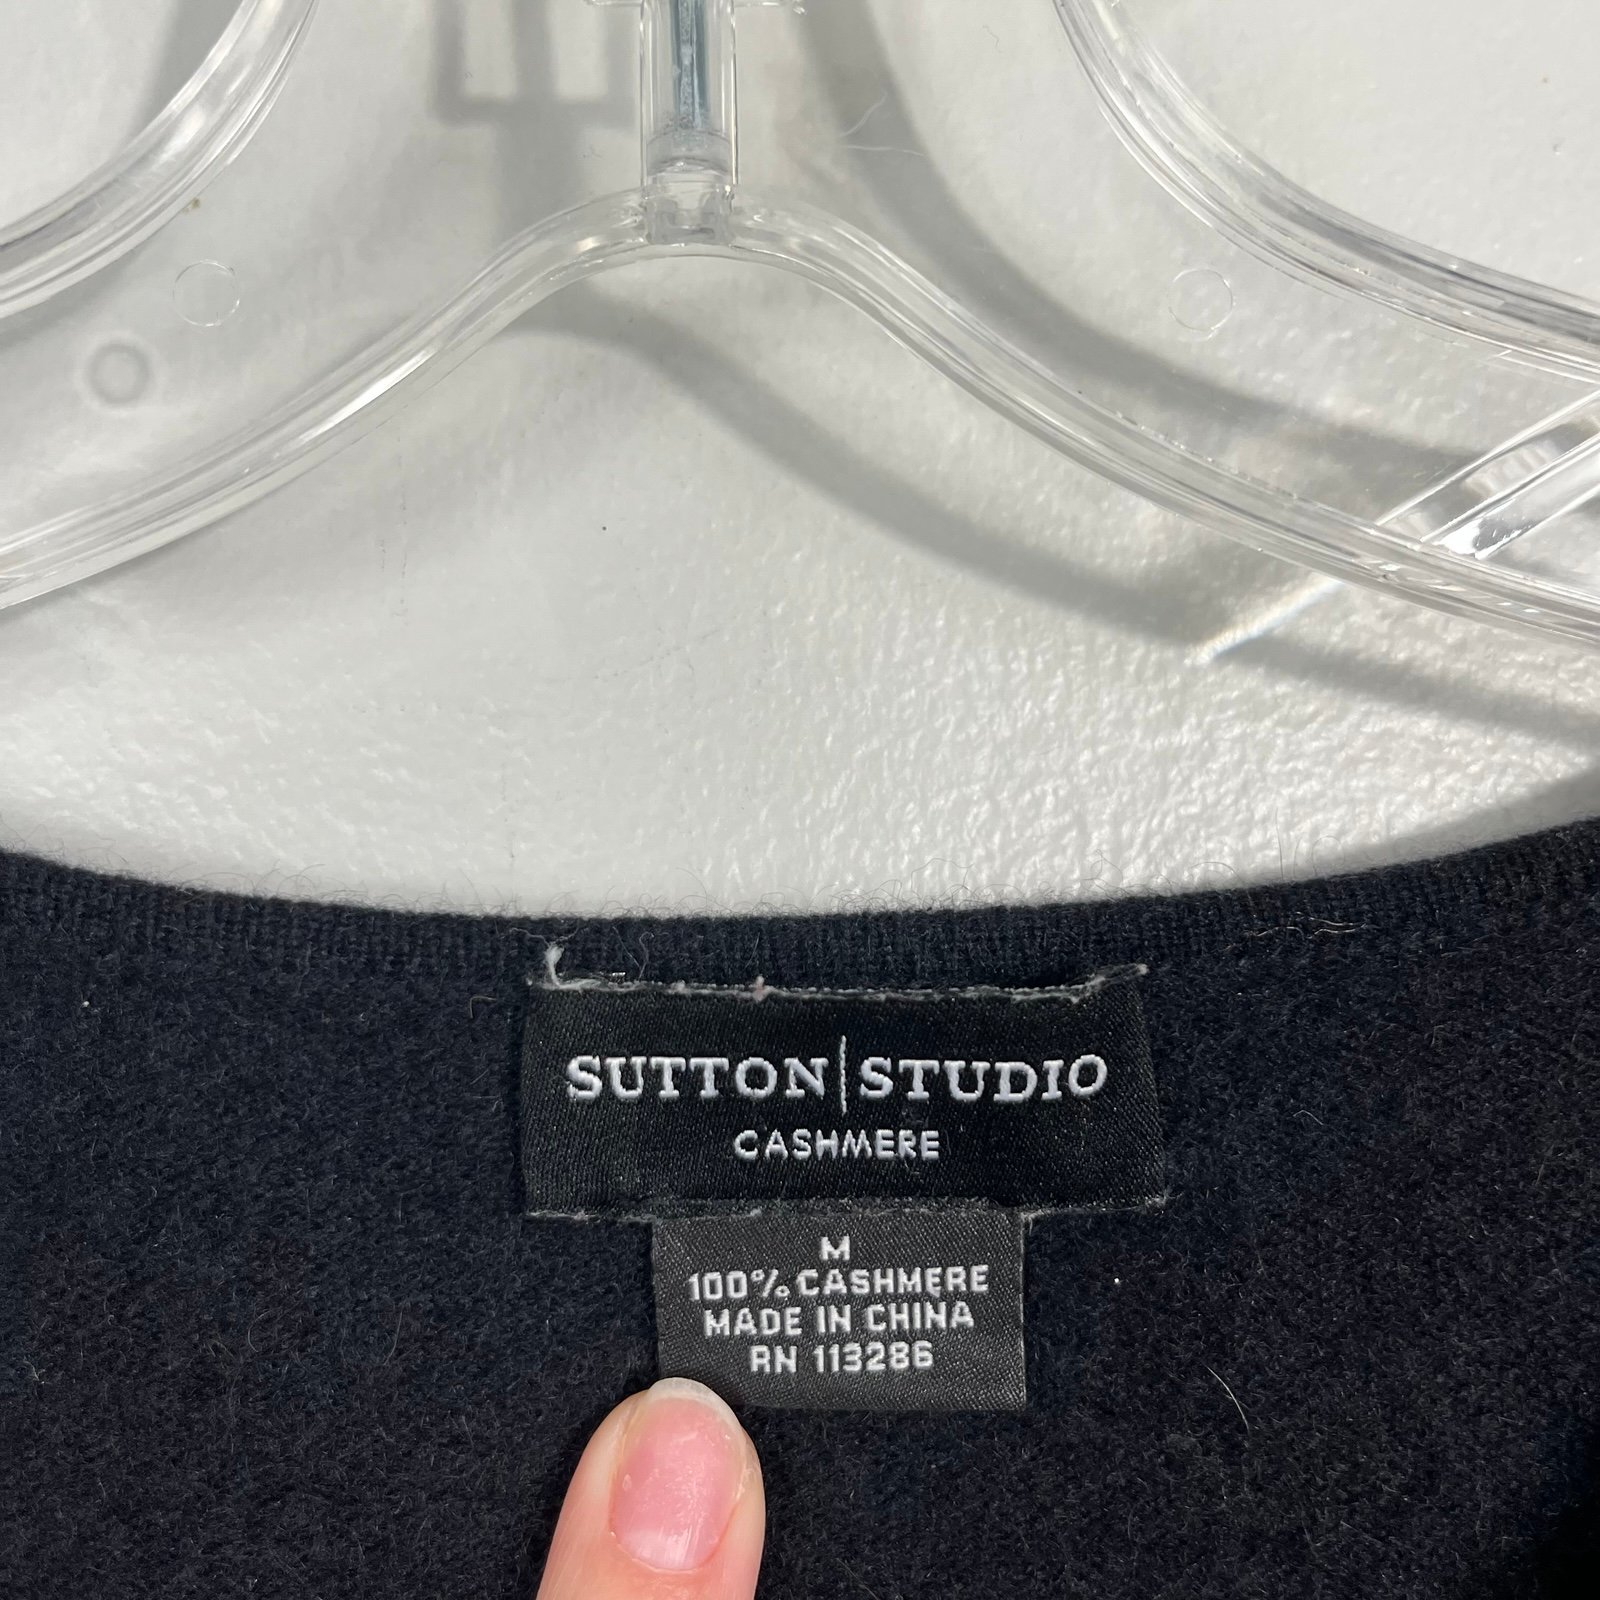 SUTTON|STUDIO
CASHMERE
M
100% CASHMERE
MADE IN CHINA
RN 113286